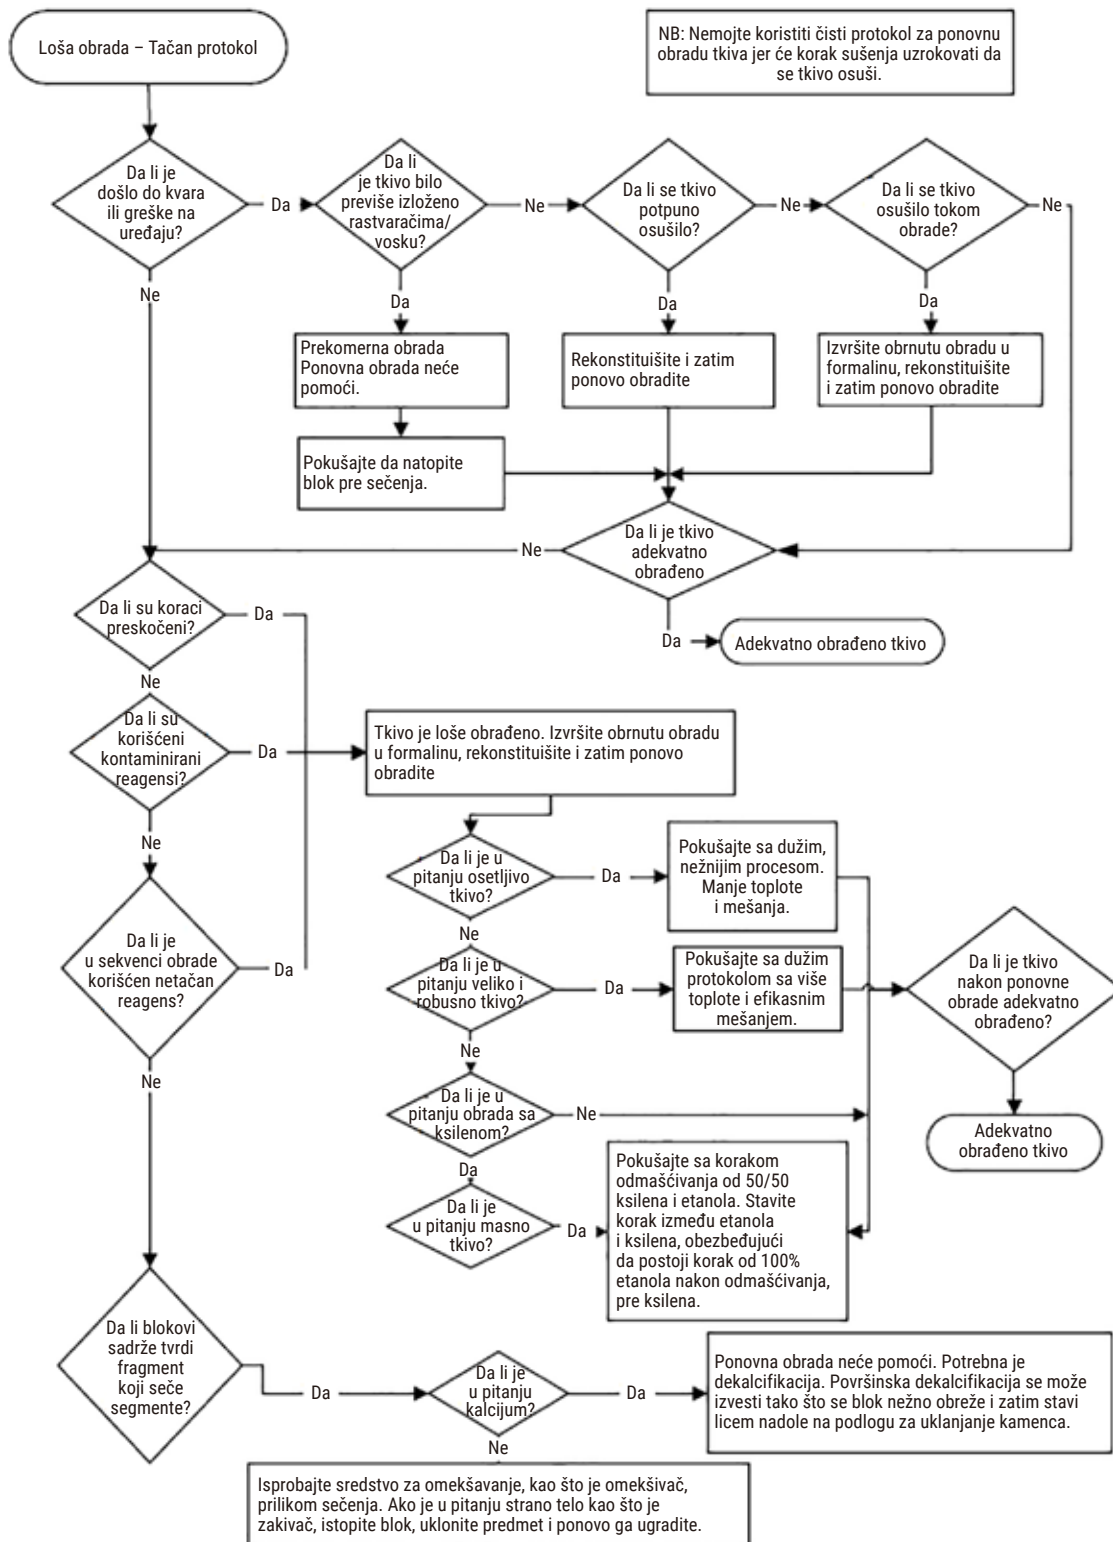 Loša obrada – Tačan protokol
NB: Nemojte koristiti čisti protokol za ponovnu
obradu tkiva jer će korak sušenja uzrokovati da
se tkivo osuši.
Da li je
došlo do kvara
ili greške na
uređaju?
Da
Ne
Da li
je tkivo bilo
previše izloženo
rastvaračima/
vosku?
Ne
Da
Da li se tkivo
potpuno
osušilo?
Ne
Da
Da li se tkivo
osušilo tokom
obrade?
Ne
Da
Prekomerna obrada
Ponovna obrada neće
pomoći.
Rekonstituišite i zatim
ponovo obradite
Izvršite obrnutu obradu u
formalinu, rekonstituišite
i zatim ponovo obradite
Pokušajte da natopite
blok pre sečenja.
Da li je tkivo
adekvatno
obrađeno
Ne
Da
Adekvatno obrađeno tkivo
Da li su koraci
preskočeni?
Da
Ne
Da li su
korišćeni
kontaminirani
reagensi?
Da
Ne
Tkivo je loše obrađeno. Izvršite obrnutu obradu
u formalinu, rekonstituišite i zatim ponovo
obradite
Da li je
u sekvenci obrade
korišćen netačan
reagens?
Da
Ne
Da li je u
pitanju osetljivo
tkivo?
Da
Ne
Pokušajte sa dužim,
nežnijim procesom.
Manje toplote
i mešanja.
Da li je u
pitanju veliko i
robusno tkivo?
Da
Ne
Pokušajte sa dužim
protokolom sa više
toplote i efikasnim
mešanjem.
Da li je tkivo
nakon ponovne
obrade adekvatno
obrađeno?
Da li je u
pitanju obrada sa
ksilenom?
Ne
Da
Adekvatno
obrađeno tkivo
Da li je
u pitanju masno
tkivo?
Da
Pokušajte sa korakom
odmašćivanja od 50/50
ksilena i etanola. Stavite
korak između etanola
i ksilena, obezbeđujući
da postoji korak od 100%
etanola nakon odmašćivanja,
pre ksilena.
Da li blokovi
sadrže tvrdi
fragment
koji seče
segmente?
Da
Da li je
u pitanju
kalcijum?
Da
Ne
Ponovna obrada neće pomoći. Potrebna je
dekalcifikacija. Površinska dekalcifikacija se može
izvesti tako što se blok nežno obreže i zatim stavi
licem nadole na podlogu za uklanjanje kamenca.
Isprobajte sredstvo za omekšavanje, kao što je omekšivač,
prilikom sečenja. Ako je u pitanju strano telo kao što je
zakivač, istopite blok, uklonite predmet i ponovo ga ugradite.